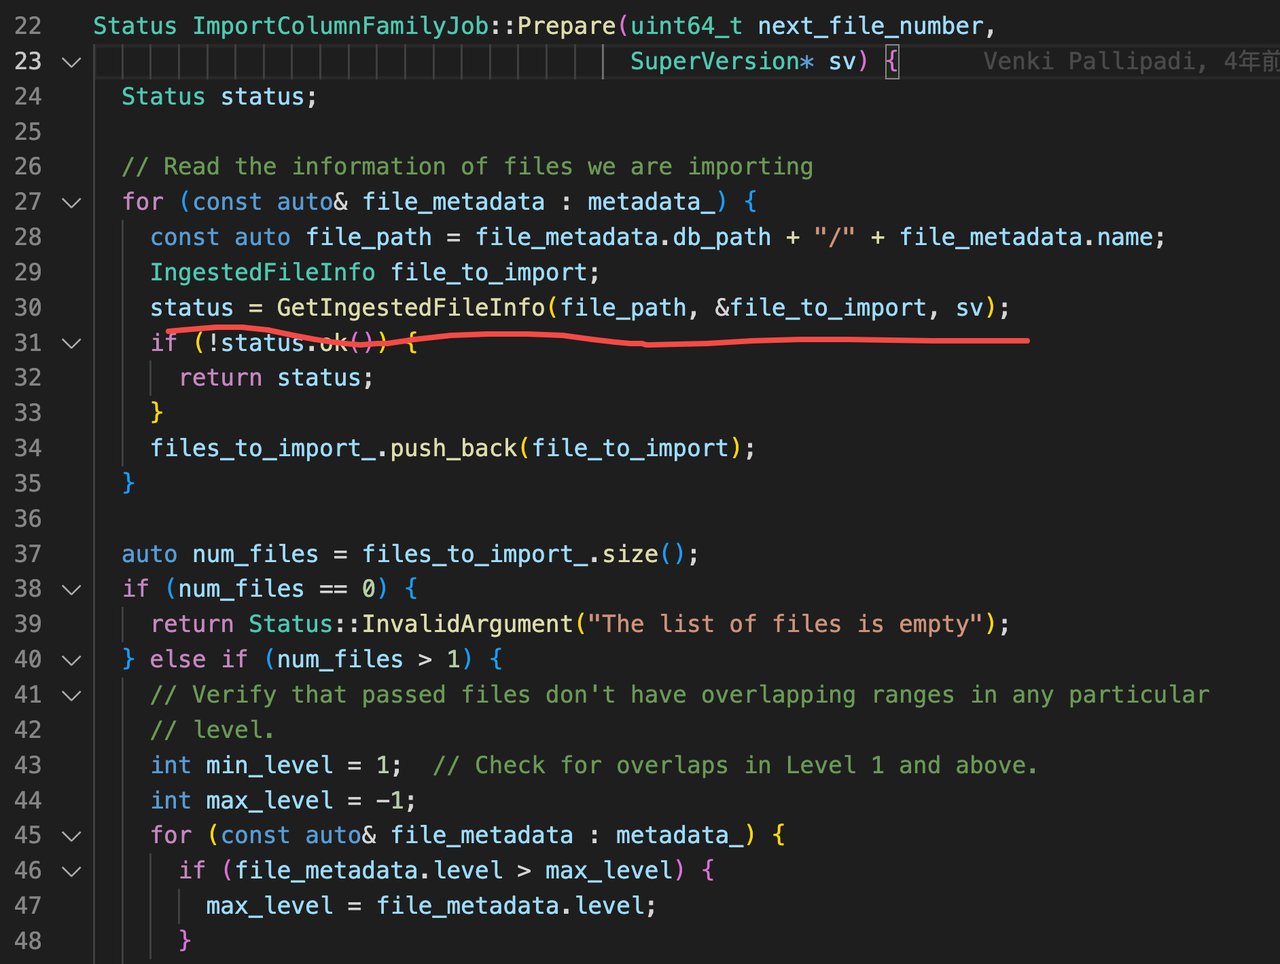 22 Status ImportColumnFamilyJob::Prepare(uint64_t next_file_number,
23 SuperVersion* sv) { Venki Pallipadi, 4年前
24 Status status;
25
26 // Read the information of files we are importing
27 for (const auto& file_metadata : metadata_) {
28 const auto file_path = file_metadata.db_path + "/" + file_metadata.name;
29 IngestedFileInfo file_to_import;
30 status = GetIngestedFileInfo(file_path, &file_to_import, sv);
31 if (!status.ok()) {
32 return status;
33 }
34 files_to_import_.push_back(file_to_import);
35 }
36
37 auto num_files = files_to_import_.size();
38 if (num_files == 0) {
39 return Status::InvalidArgument("The list of files is empty");
40 } else if (num_files > 1) {
41 // Verify that passed files don't have overlapping ranges in any particular
42 // level.
43 int min_level = 1; // Check for overlaps in Level 1 and above.
44 int max_level = -1;
45 for (const auto& file_metadata : metadata_) {
46 if (file_metadata.level > max_level) {
47 max_level = file_metadata.level;
48 }